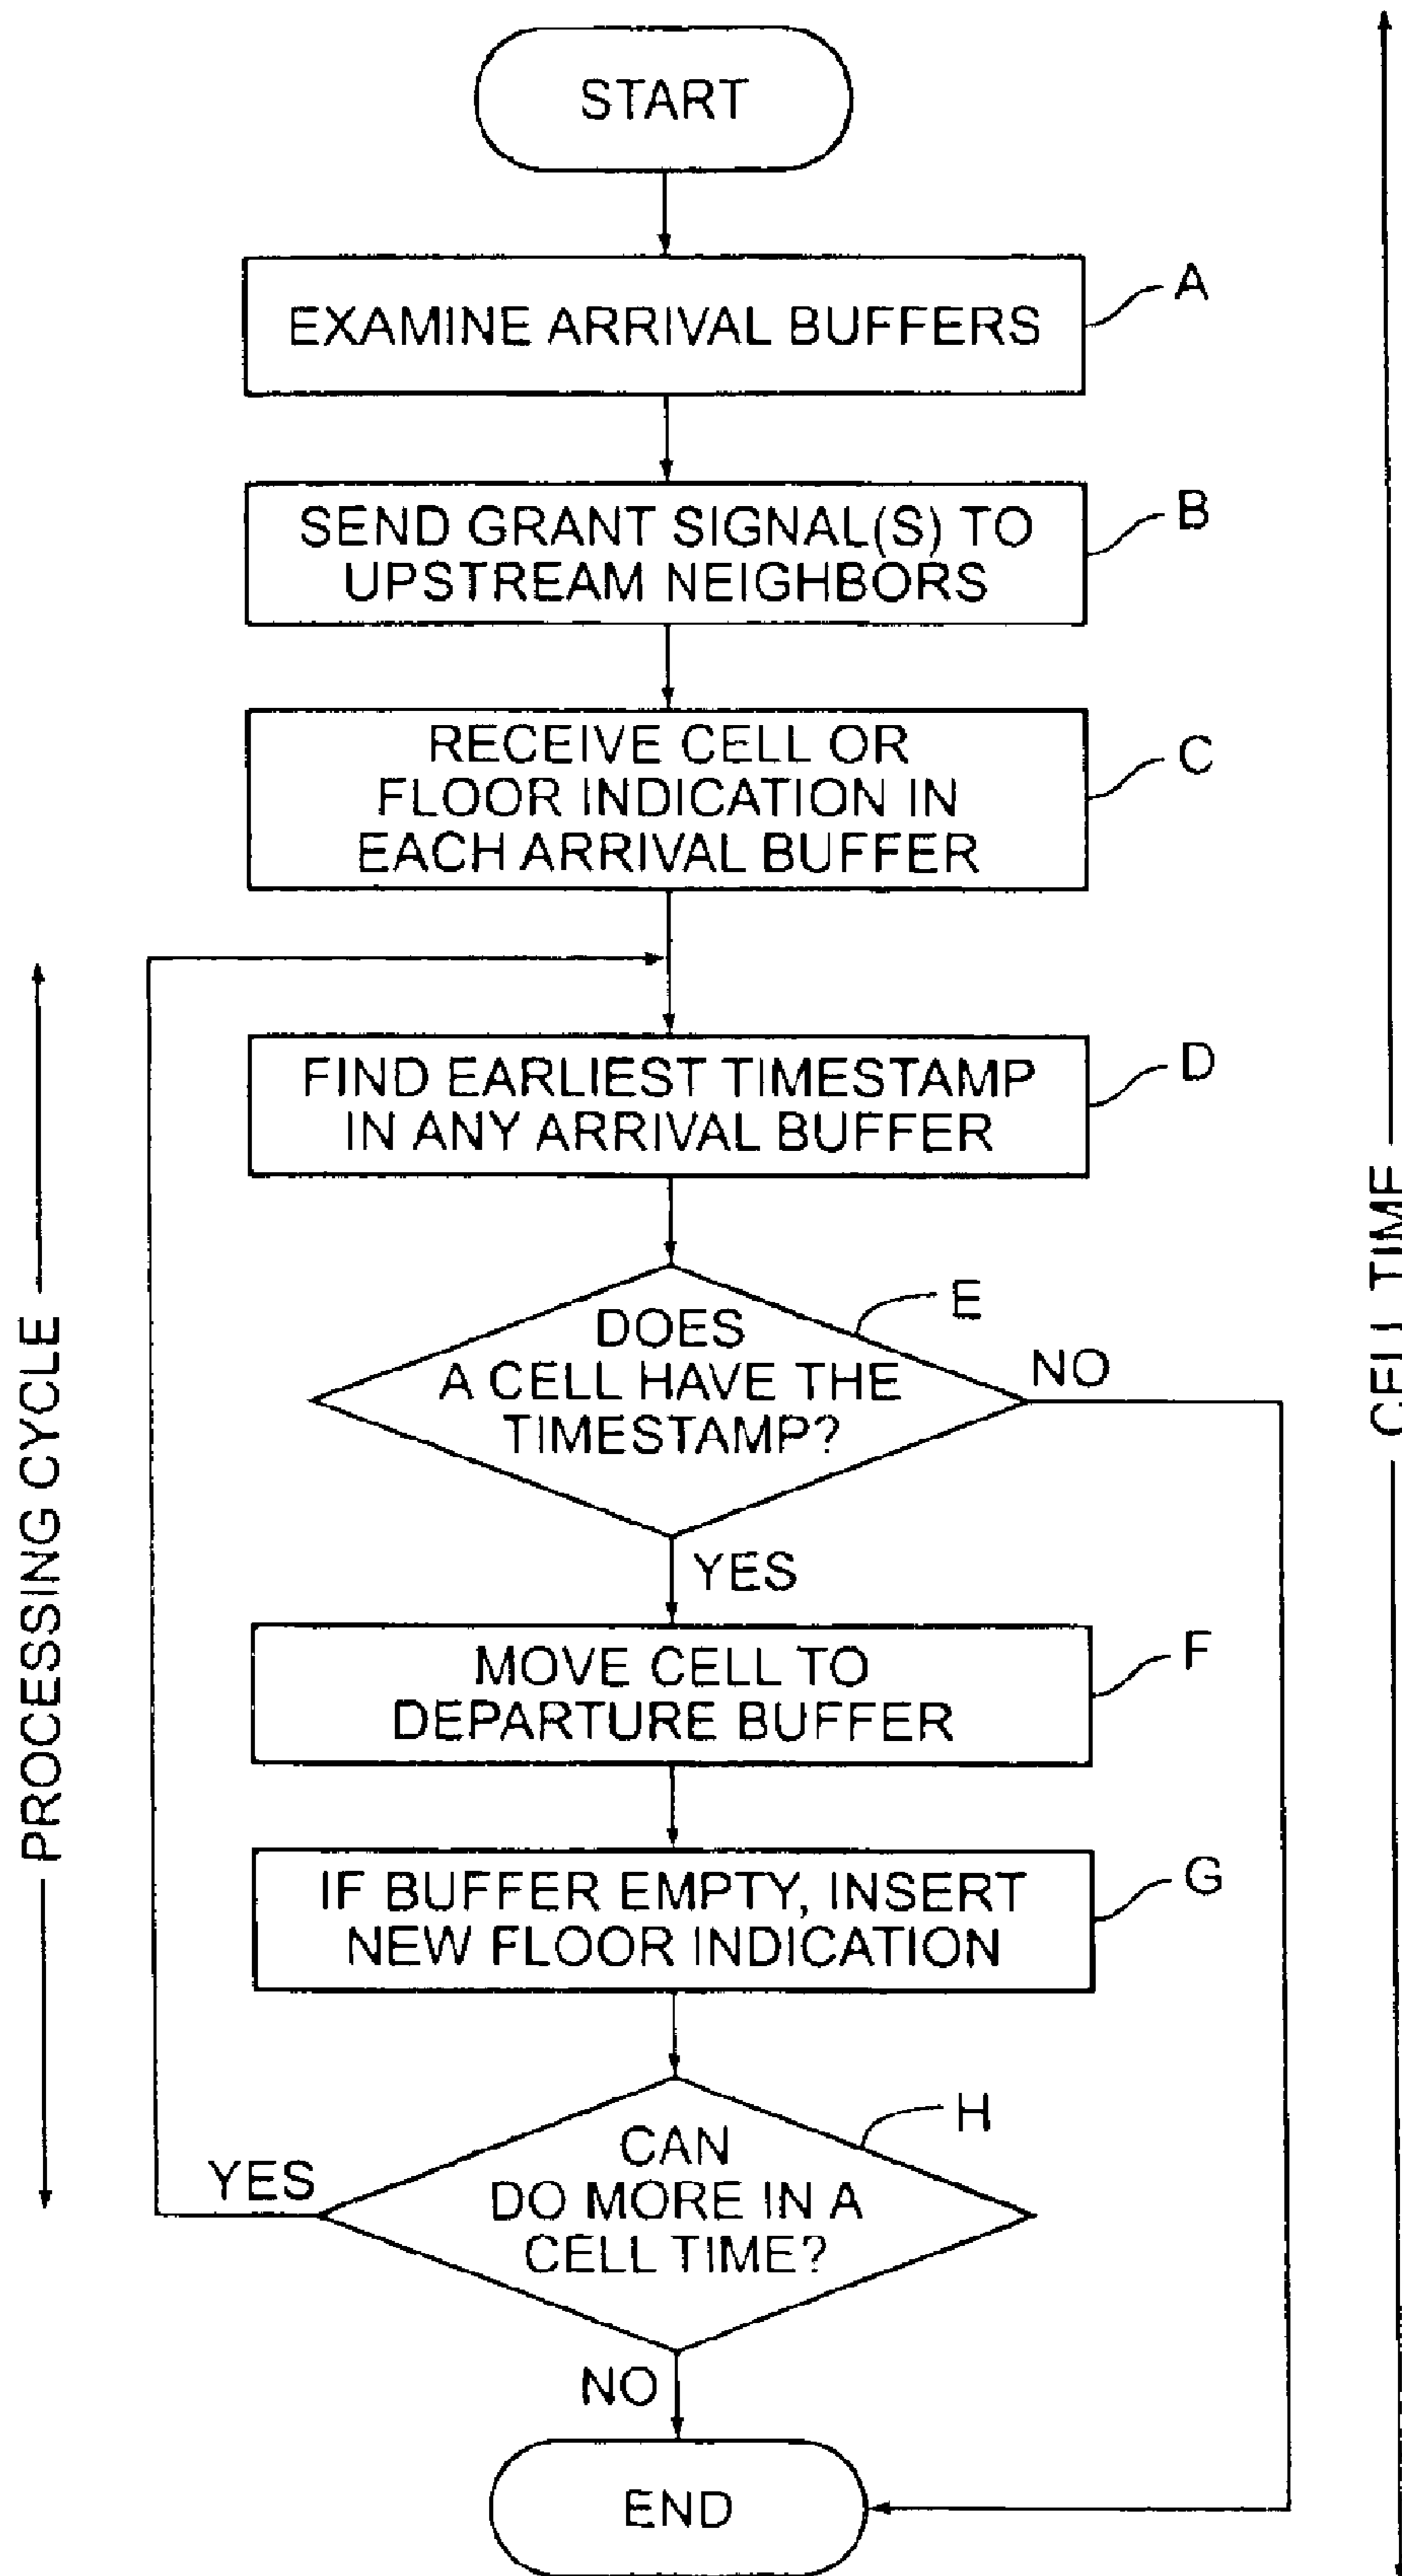 START
EXAMINE ARRIVAL BUFFERS
A
SEND GRANT SIGNAL(S) TO
UPSTREAM NEIGHBORS
B
RECEIVE CELL OR
FLOOR INDICATION IN
EACH ARRIVAL BUFFER
C
FIND EARLIEST TIMESTAMP
IN ANY ARRIVAL BUFFER
D
DOES
A CELL HAVE THE
TIMESTAMP?
E
NO
YES
MOVE CELL TO
DEPARTURE BUFFER
F
IF BUFFER EMPTY, INSERT
NEW FLOOR INDICATION
G
CAN
DO MORE IN A
CELL TIME?
H
YES
NO
END
PROCESSING CYCLE
CELL TIME